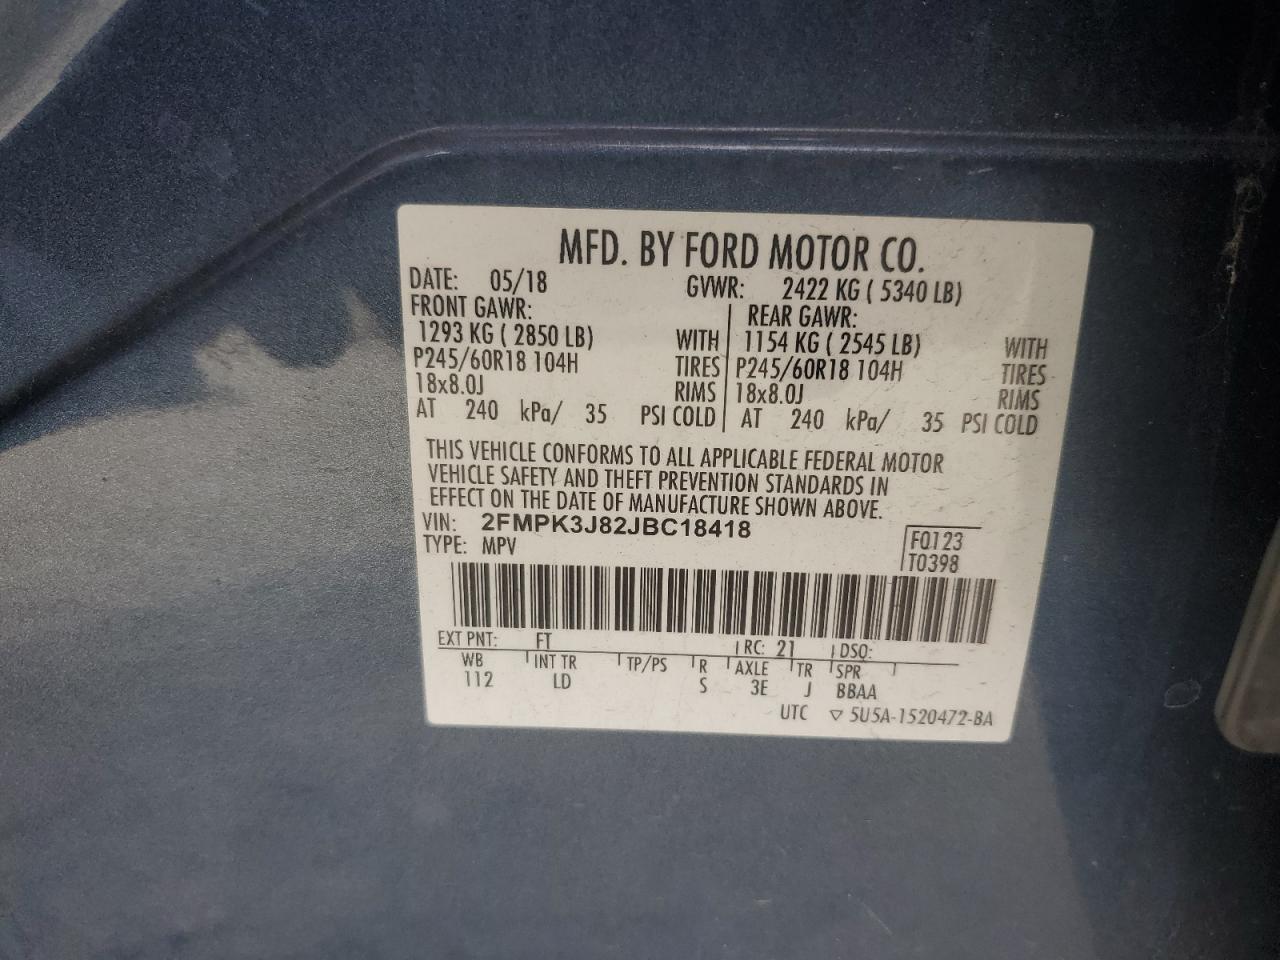 MFD. BY FORD MOTOR CO.
DATE: 05/18 GVWR: 2422 KG ( 5340 LB)
FRONT GAWR: REAR GAWR:
1293 KG ( 2850 LB) WITH 1154 KG ( 2545 LB) WITH
P245/60R18 104H TIRES P245/60R18 104H TIRES
18x8.0J RIMS 18x8.0J RIMS
AT 240 kPa/ 35 PSI COLD AT 240 kPa/ 35 PSI COLD
THIS VEHICLE CONFORMS TO ALL APPLICABLE FEDERAL MOTOR
VEHICLE SAFETY AND THEFT PREVENTION STANDARDS IN
EFFECT ON THE DATE OF MANUFACTURE SHOWN ABOVE.
VIN: 2FMPK3J82JBC18418
TYPE: MPV
F0123
T0398
EXT PNT: FT RC: 21 DSO:
WB INT TR TP/PS R AXLE TR SPR
112 LD S 3E J BBAA
UTC ▽ 5U5A-1520472-BA